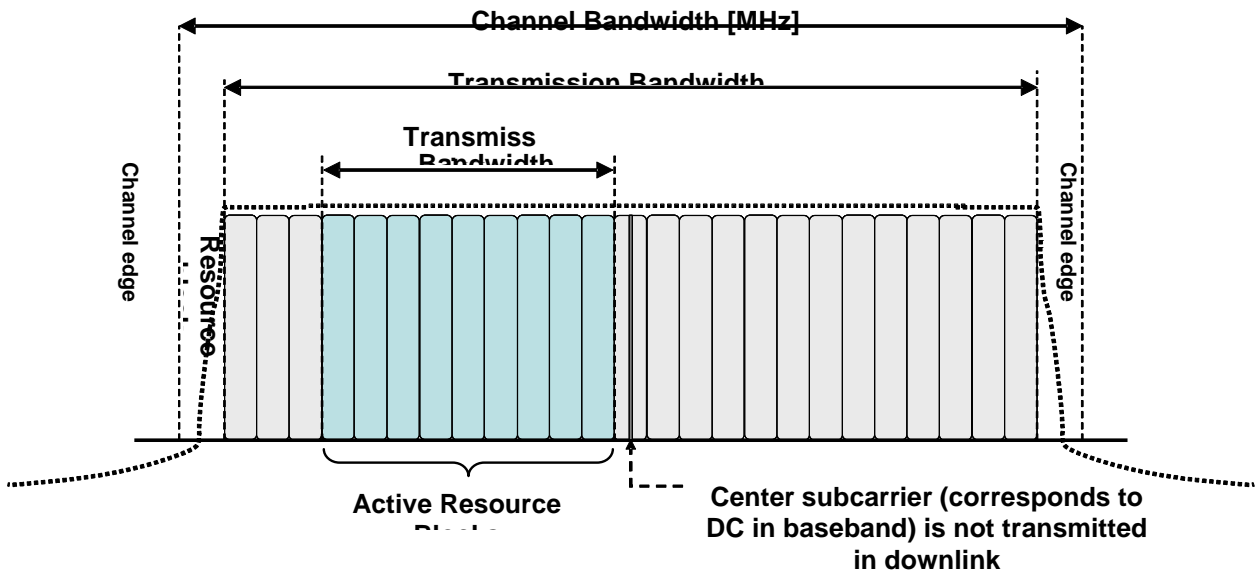 Channel Bandwidth [MHz]
Transmission Bandwidth
Transmiss
Bandwidth
Channel edge
Resource
Channel edge
Active Resource
Center subcarrier (corresponds to
DC in baseband) is not transmitted
in downlink